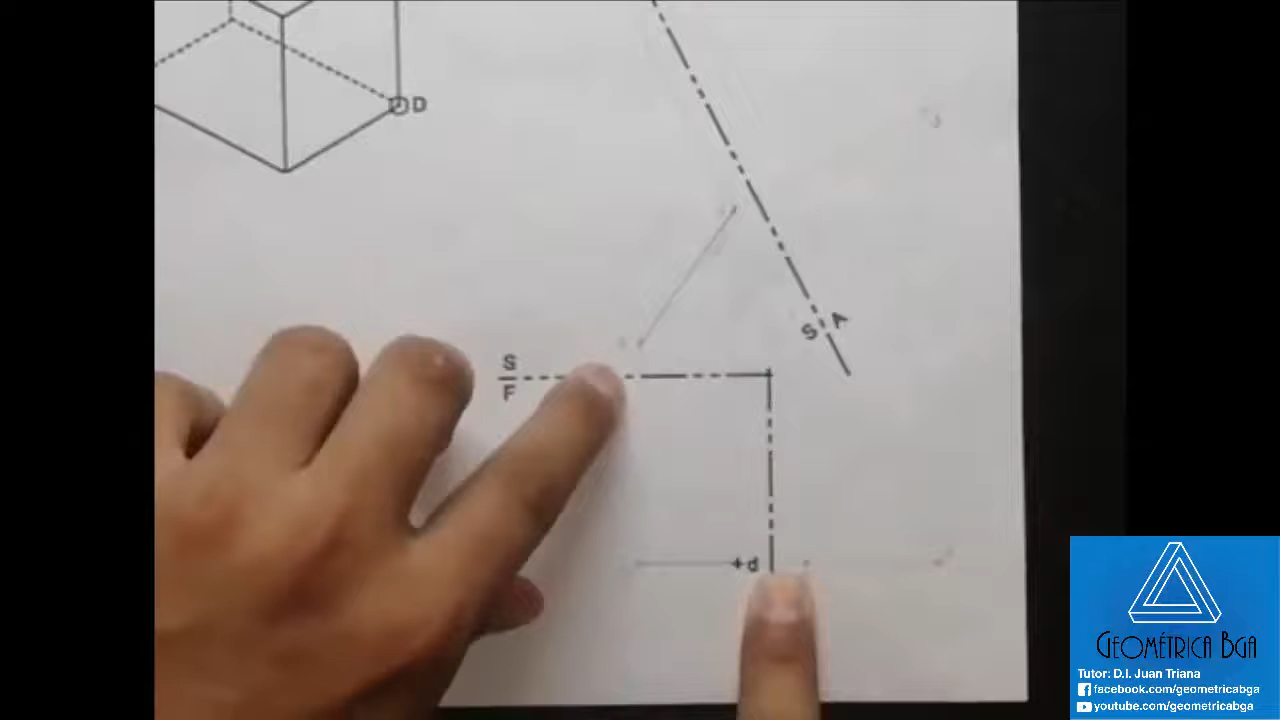 D
S A
S
F
+d
GEOMÉTRICA BGA
Tutor: D.I. Juan Triana
facebook.com/geometricabga
youtube.com/geometricabga